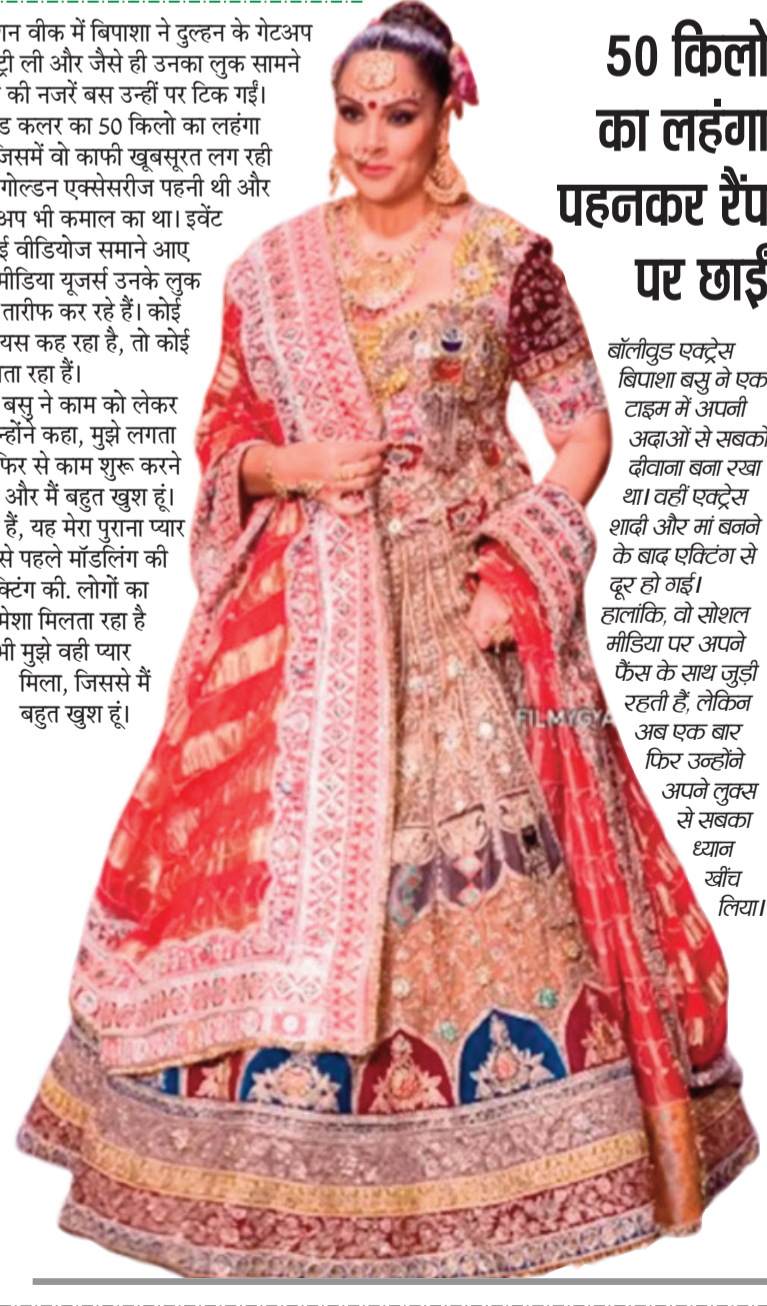 50 किलो
का लहंगा
पहनकर रैंप
पर छाईं
बॉलीवुड एक्ट्रेस
बिपाशा बसु ने एक
टाइम में अपनी
अदाओं से सबको
दीवाना बना रखा
था। वहीं एक्ट्रेस
शादी और मां बनने
के बाद एक्टिंग से
दूर हो गई।
हालांकि, वो सोशल
मीडिया पर अपने
फैंस के साथ जुड़ी
रहती हैं, लेकिन
अब एक बार
फिर उन्होंने
अपने लुक्स
से सबका
ध्यान
खींच
लिया।
वीक में बिपाशा ने दुल्हन के गेटअप
ली और जैसे ही उनका लुक सामने
की नजरें बस उन्हीं पर टिक गईं।
कलर का 50 किलो का लहंगा
जिसमें वो काफी खूबसूरत लग रही
गोल्डन एक्सेसरीज पहनी थी और
भी कमाल का था। इवेंट
वीडियोज समाने आए
मीडिया यूजर्स उनके लुक
तारीफ कर रहे हैं। कोई
कह रहा है, तो कोई
रहा हैं।
बसु ने काम को लेकर
कहा, मुझे लगता
फिर से काम शुरू करने
और मैं बहुत खुश हूं।
हैं, यह मेरा पुराना प्यार
से पहले मॉडलिंग की
की. लोगों का
मिलता रहा है
मुझे वही प्यार
मिला, जिससे मैं
बहुत खुश हूं।